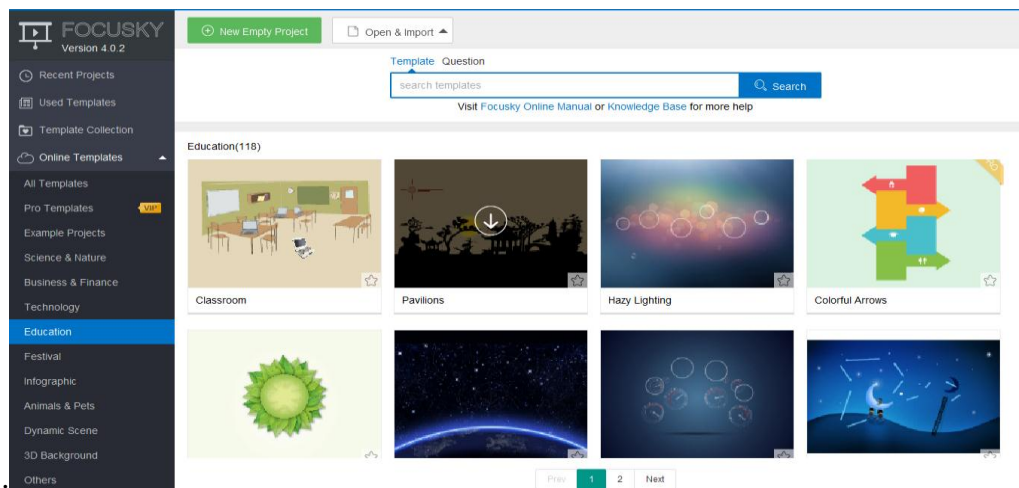 FOCUSKY
Version 4.0.2
Recent Projects
Used Templates
Template Collection
Online Templates
All Templates
Pro Templates VIP
Example Projects
Science & Nature
Business & Finance
Technology
Education
Festival
Infographic
Animals & Pets
Dynamic Scene
3D Background
Others
New Empty Project
Open & Import
Template Question
search templates
Search
Visit Focusky Online Manual or Knowledge Base for more help
Education(118)
Classroom
Pavilions
Hazy Lighting
Colorful Arrows
Prev 1 2 Next